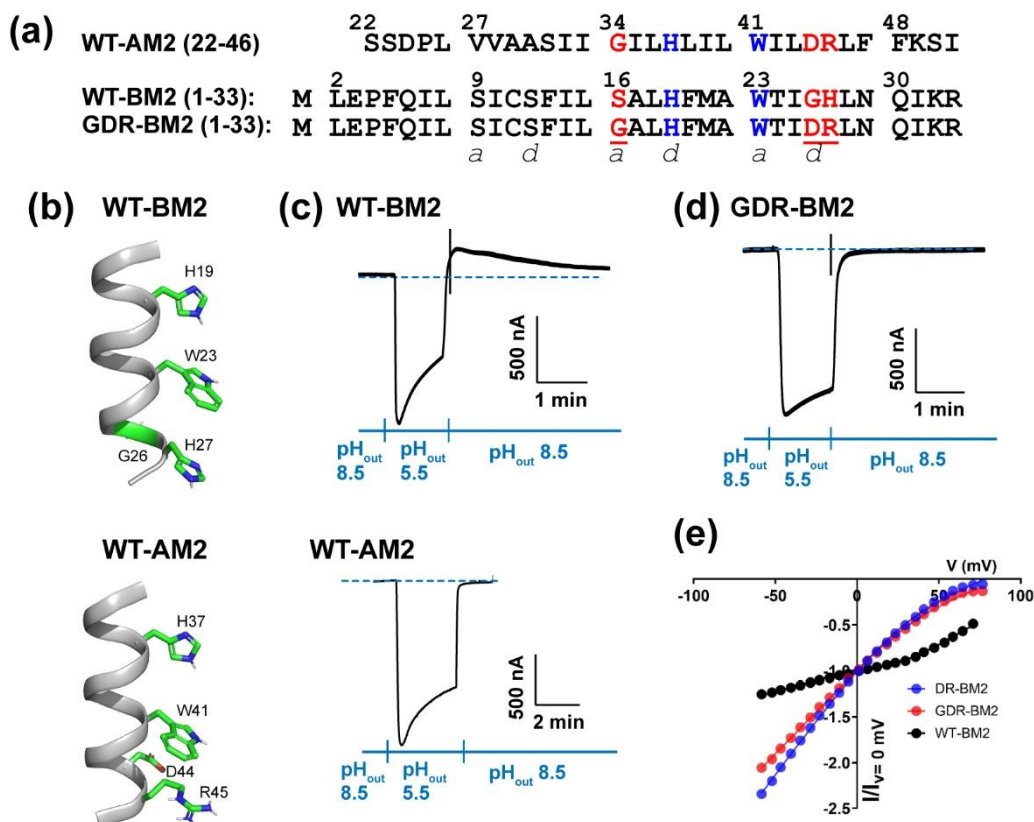 (a)
22 27 34 41 48
WT-AM2 (22-46) SSDPL VVAASII GILHLIL WILDRLF FKSI
2 9 16 23 30
WT-BM2 (1-33): M LEPFQIL SICSFIL SALHFMA WTIGHLN QIKR
GDR-BM2 (1-33): M LEPFQIL SICSFIL GALHFMA WTIDRLN QIKR
a d a d a d
(b) WT-BM2
H19
W23
G26
H27
WT-AM2
H37
W41
D44
R45
(c) WT-BM2
500 nA
1 min
pHout 8.5
pHout 5.5
pHout 8.5
WT-AM2
500 nA
2 min
pHout 8.5
pHout 5.5
pHout 8.5
(d) GDR-BM2
500 nA
1 min
pHout 8.5
pHout 5.5
pHout 8.5
(e)
V (mV)
-100 -50 0 50 100
-0.5
-1.0
-1.5
-2.0
-2.5
I/IV= 0 mV
DR-BM2
GDR-BM2
WT-BM2